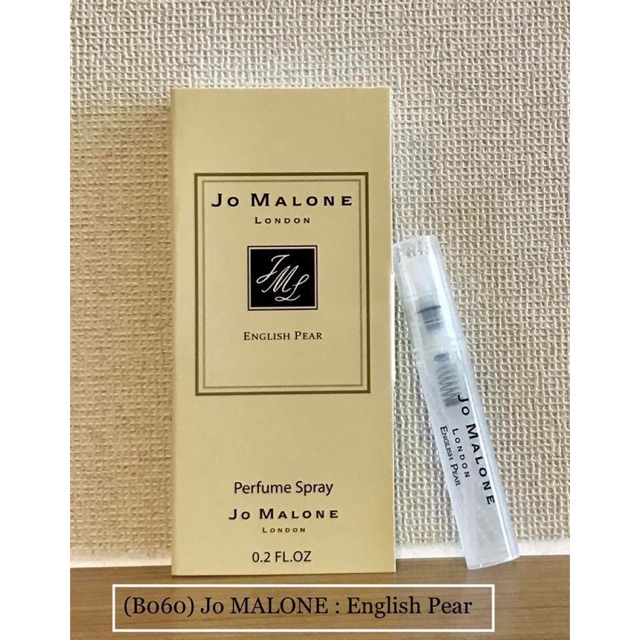 JO MALONE
LONDON
JML
ENGLISH PEAR
Perfume Spray
JO MALONE
LONDON
0.2 FL.OZ
JO MALONE
LONDON
ENGLISH PEAR
(B060) Jo MALONE : English Pear